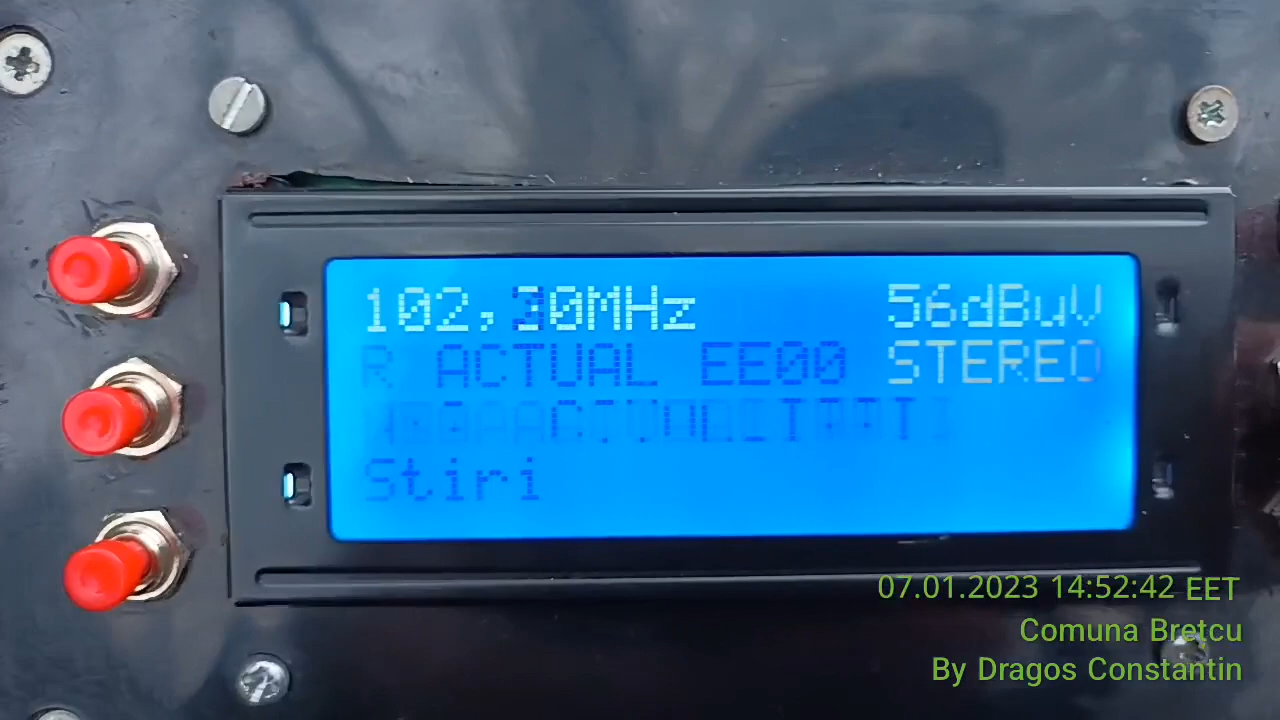 102,30MHz 56dBuV
R ACTUAL EE00 STEREO
Stiri
07.01.2023 14:52:42 EET
Comuna Bretcu
By Dragos Constantin